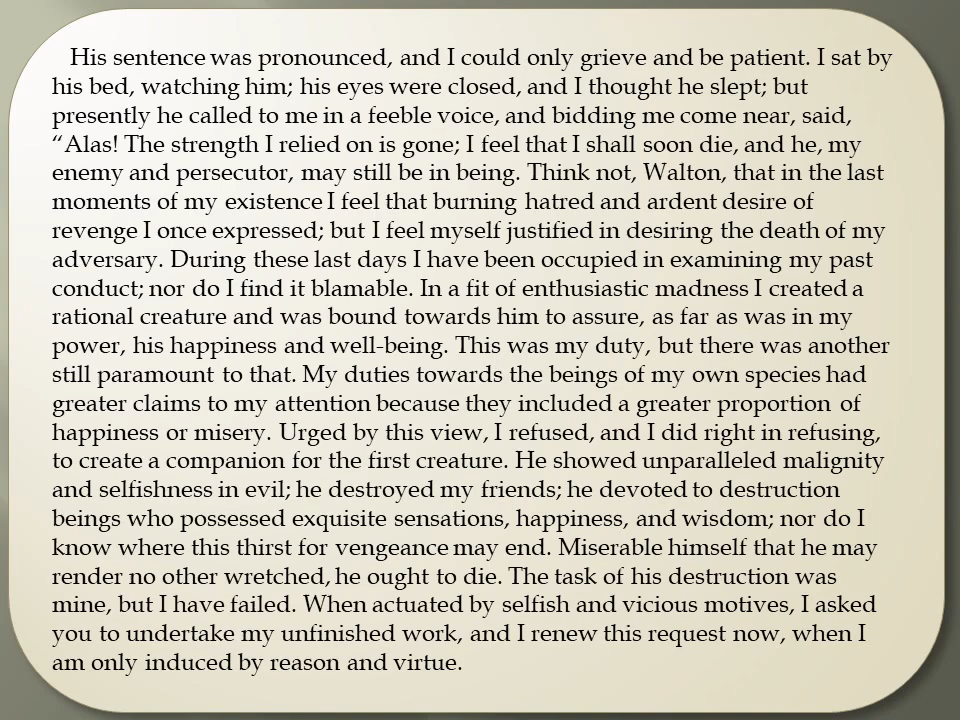 His sentence was pronounced, and I could only grieve and be patient. I sat by
his bed, watching him; his eyes were closed, and I thought he slept; but
presently he called to me in a feeble voice, and bidding me come near, said,
“Alas! The strength I relied on is gone; I feel that I shall soon die, and he, my
enemy and persecutor, may still be in being. Think not, Walton, that in the last
moments of my existence I feel that burning hatred and ardent desire of
revenge I once expressed; but I feel myself justified in desiring the death of my
adversary. During these last days I have been occupied in examining my past
conduct; nor do I find it blamable. In a fit of enthusiastic madness I created a
rational creature and was bound towards him to assure, as far as was in my
power, his happiness and well-being. This was my duty, but there was another
still paramount to that. My duties towards the beings of my own species had
greater claims to my attention because they included a greater proportion of
happiness or misery. Urged by this view, I refused, and I did right in refusing,
to create a companion for the first creature. He showed unparalleled malignity
and selfishness in evil; he destroyed my friends; he devoted to destruction
beings who possessed exquisite sensations, happiness, and wisdom; nor do I
know where this thirst for vengeance may end. Miserable himself that he may
render no other wretched, he ought to die. The task of his destruction was
mine, but I have failed. When actuated by selfish and vicious motives, I asked
you to undertake my unfinished work, and I renew this request now, when I
am only induced by reason and virtue.